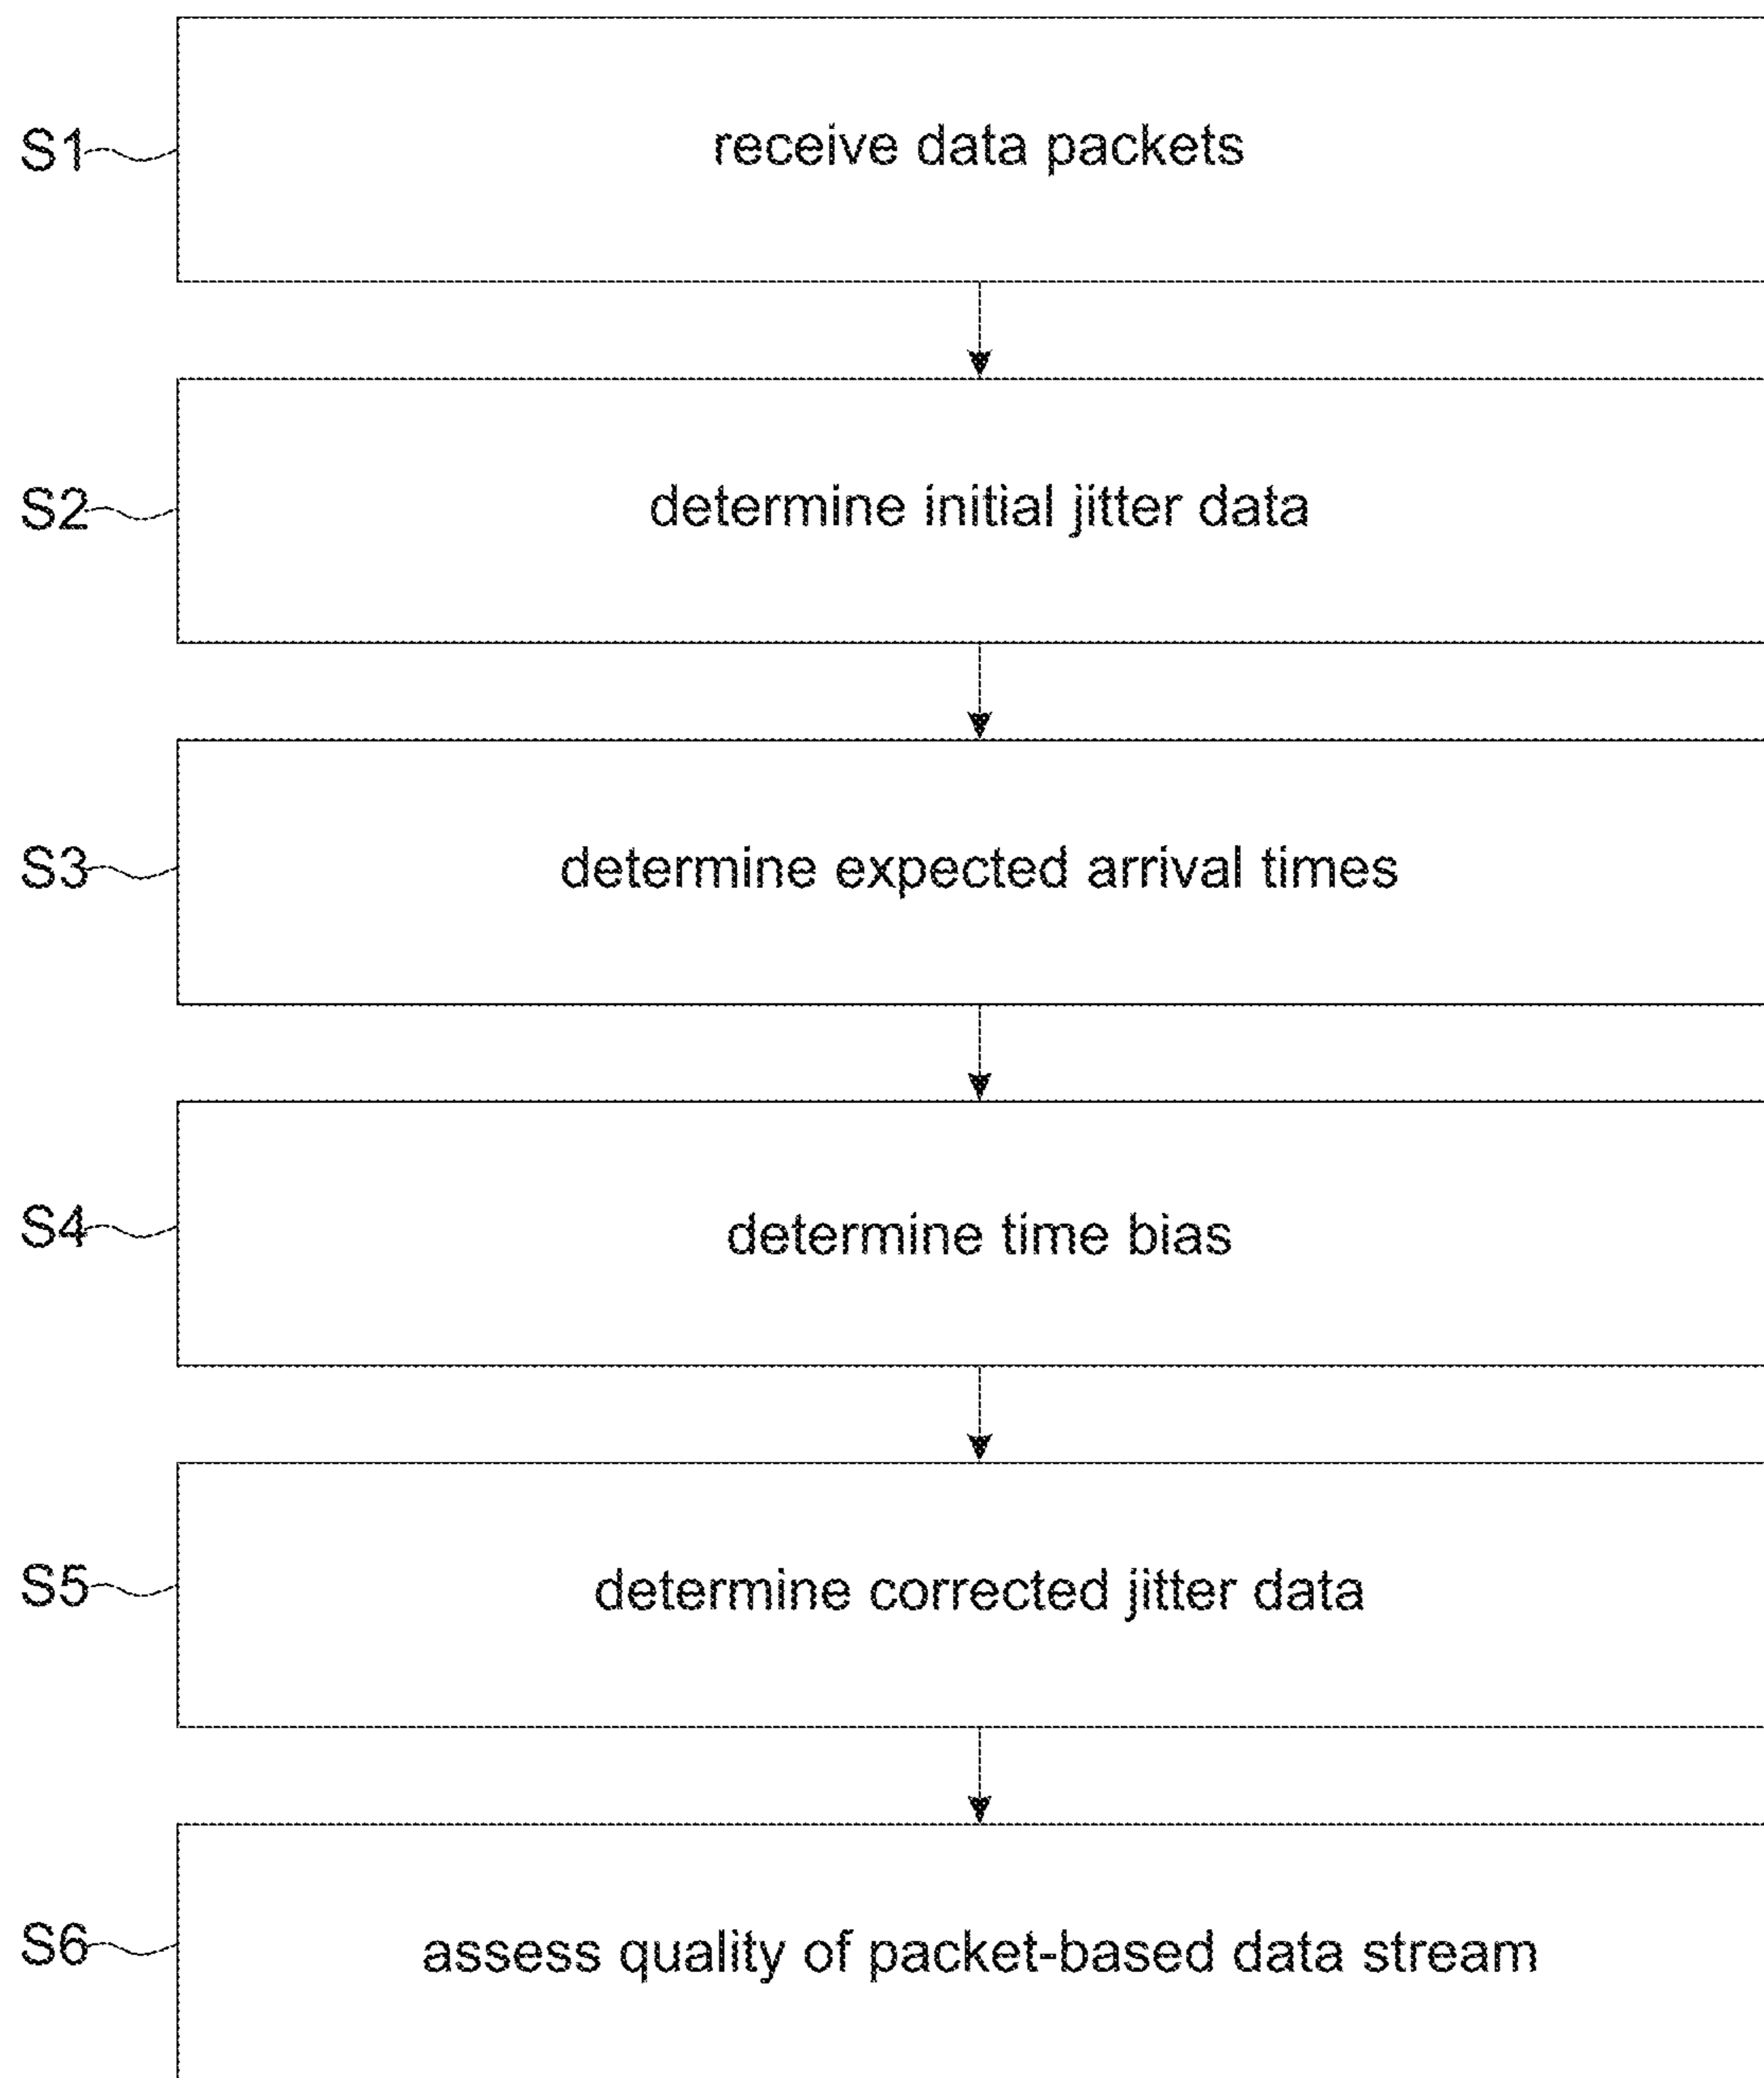 S1 receive data packets
S2 determine initial jitter data
S3 determine expected arrival times
S4 determine time bias
S5 determine corrected jitter data
S6 assess quality of packet-based data stream